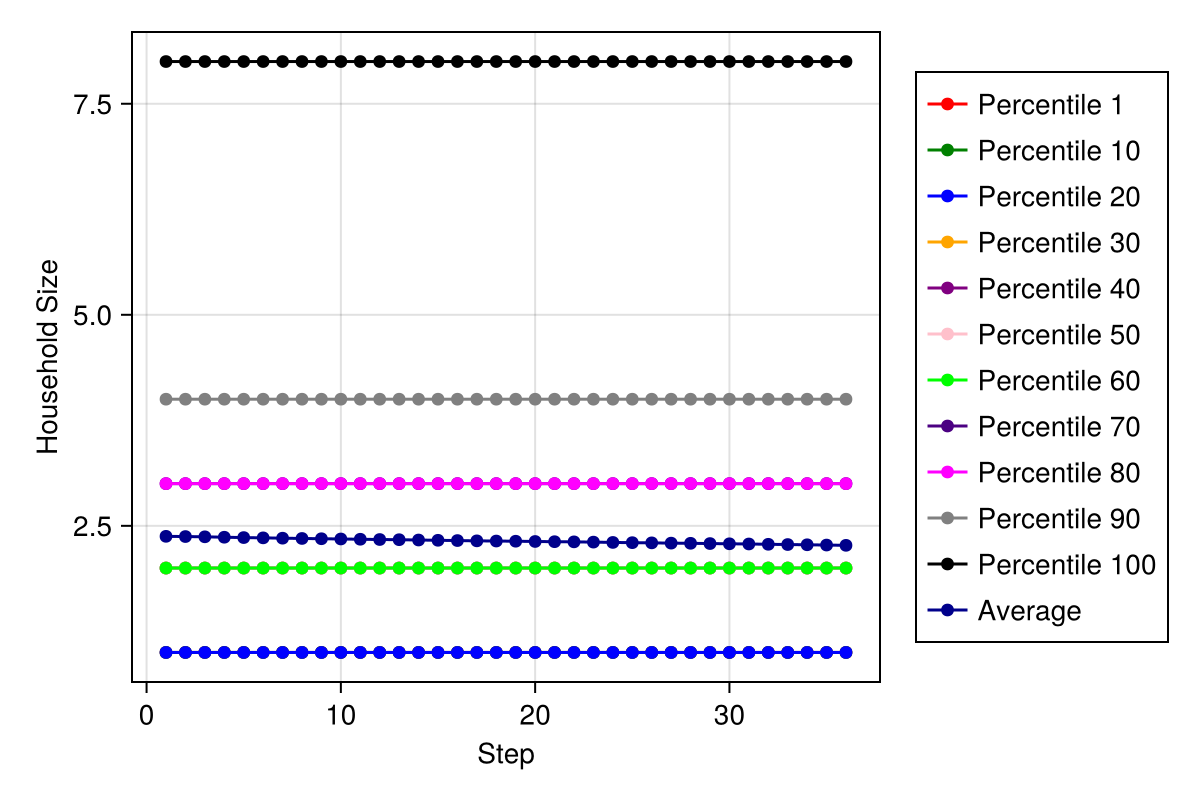 7.5
5.0
2.5
Household Size
0
10
20
30
Step
Percentile 1
Percentile 10
Percentile 20
Percentile 30
Percentile 40
Percentile 50
Percentile 60
Percentile 70
Percentile 80
Percentile 90
Percentile 100
Average